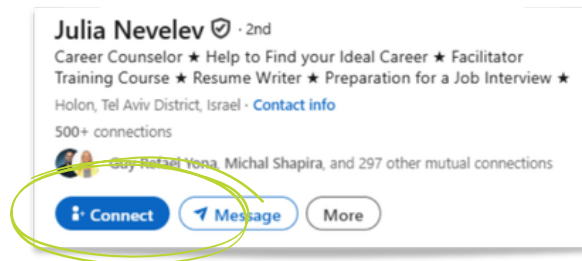 Julia Nevelev · 2nd
Career Counselor ★ Help to Find your Ideal Career ★ Facilitator
Training Course ★ Resume Writer ★ Preparation for a Job Interview ★
Holon, Tel Aviv District, Israel · Contact info
500+ connections
Guy Refael Yona, Michal Shapira, and 297 other mutual connections
Connect
Message
More